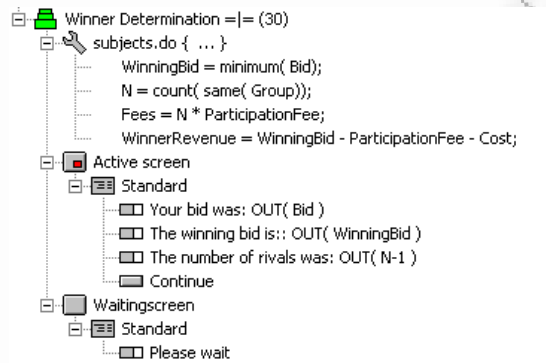 Winner Determination =|= (30)
subjects.do { ... }
WinningBid = minimum( Bid);
N = count( same( Group));
Fees = N * ParticipationFee;
WinnerRevenue = WinningBid - ParticipationFee - Cost;
Active screen
Standard
Your bid was: OUT( Bid )
The winning bid is:: OUT( WinningBid )
The number of rivals was: OUT( N-1 )
Continue
Waitingscreen
Standard
Please wait